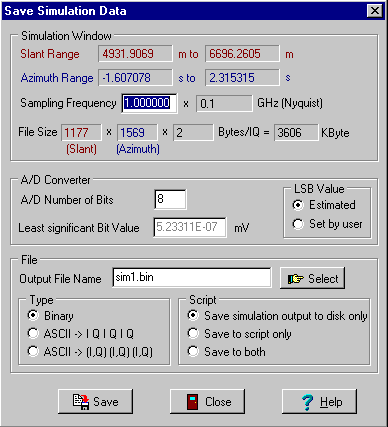 Save Simulation Data
Simulation Window
Slant Range 4931.9069 m to 6696.2605 m
Azimuth Range -1.607078 s to 2.315315 s
Sampling Frequency 1.000000 x 0.1 GHz (Nyquist)
File Size 1177 x 1569 x 2 Bytes/IQ = 3606 KByte
(Slant) (Azimuth)
A/D Converter
A/D Number of Bits 8
Least significant Bit Value 5.23311E-07 mV
LSB Value
Estimated
Set by user
File
Output File Name sim1.bin Select
Type
Binary
ASCII -> I Q I Q I Q
ASCII -> (I,Q) (I,Q) (I,Q)
Script
Save simulation output to disk only
Save to script only
Save to both
Save Close Help